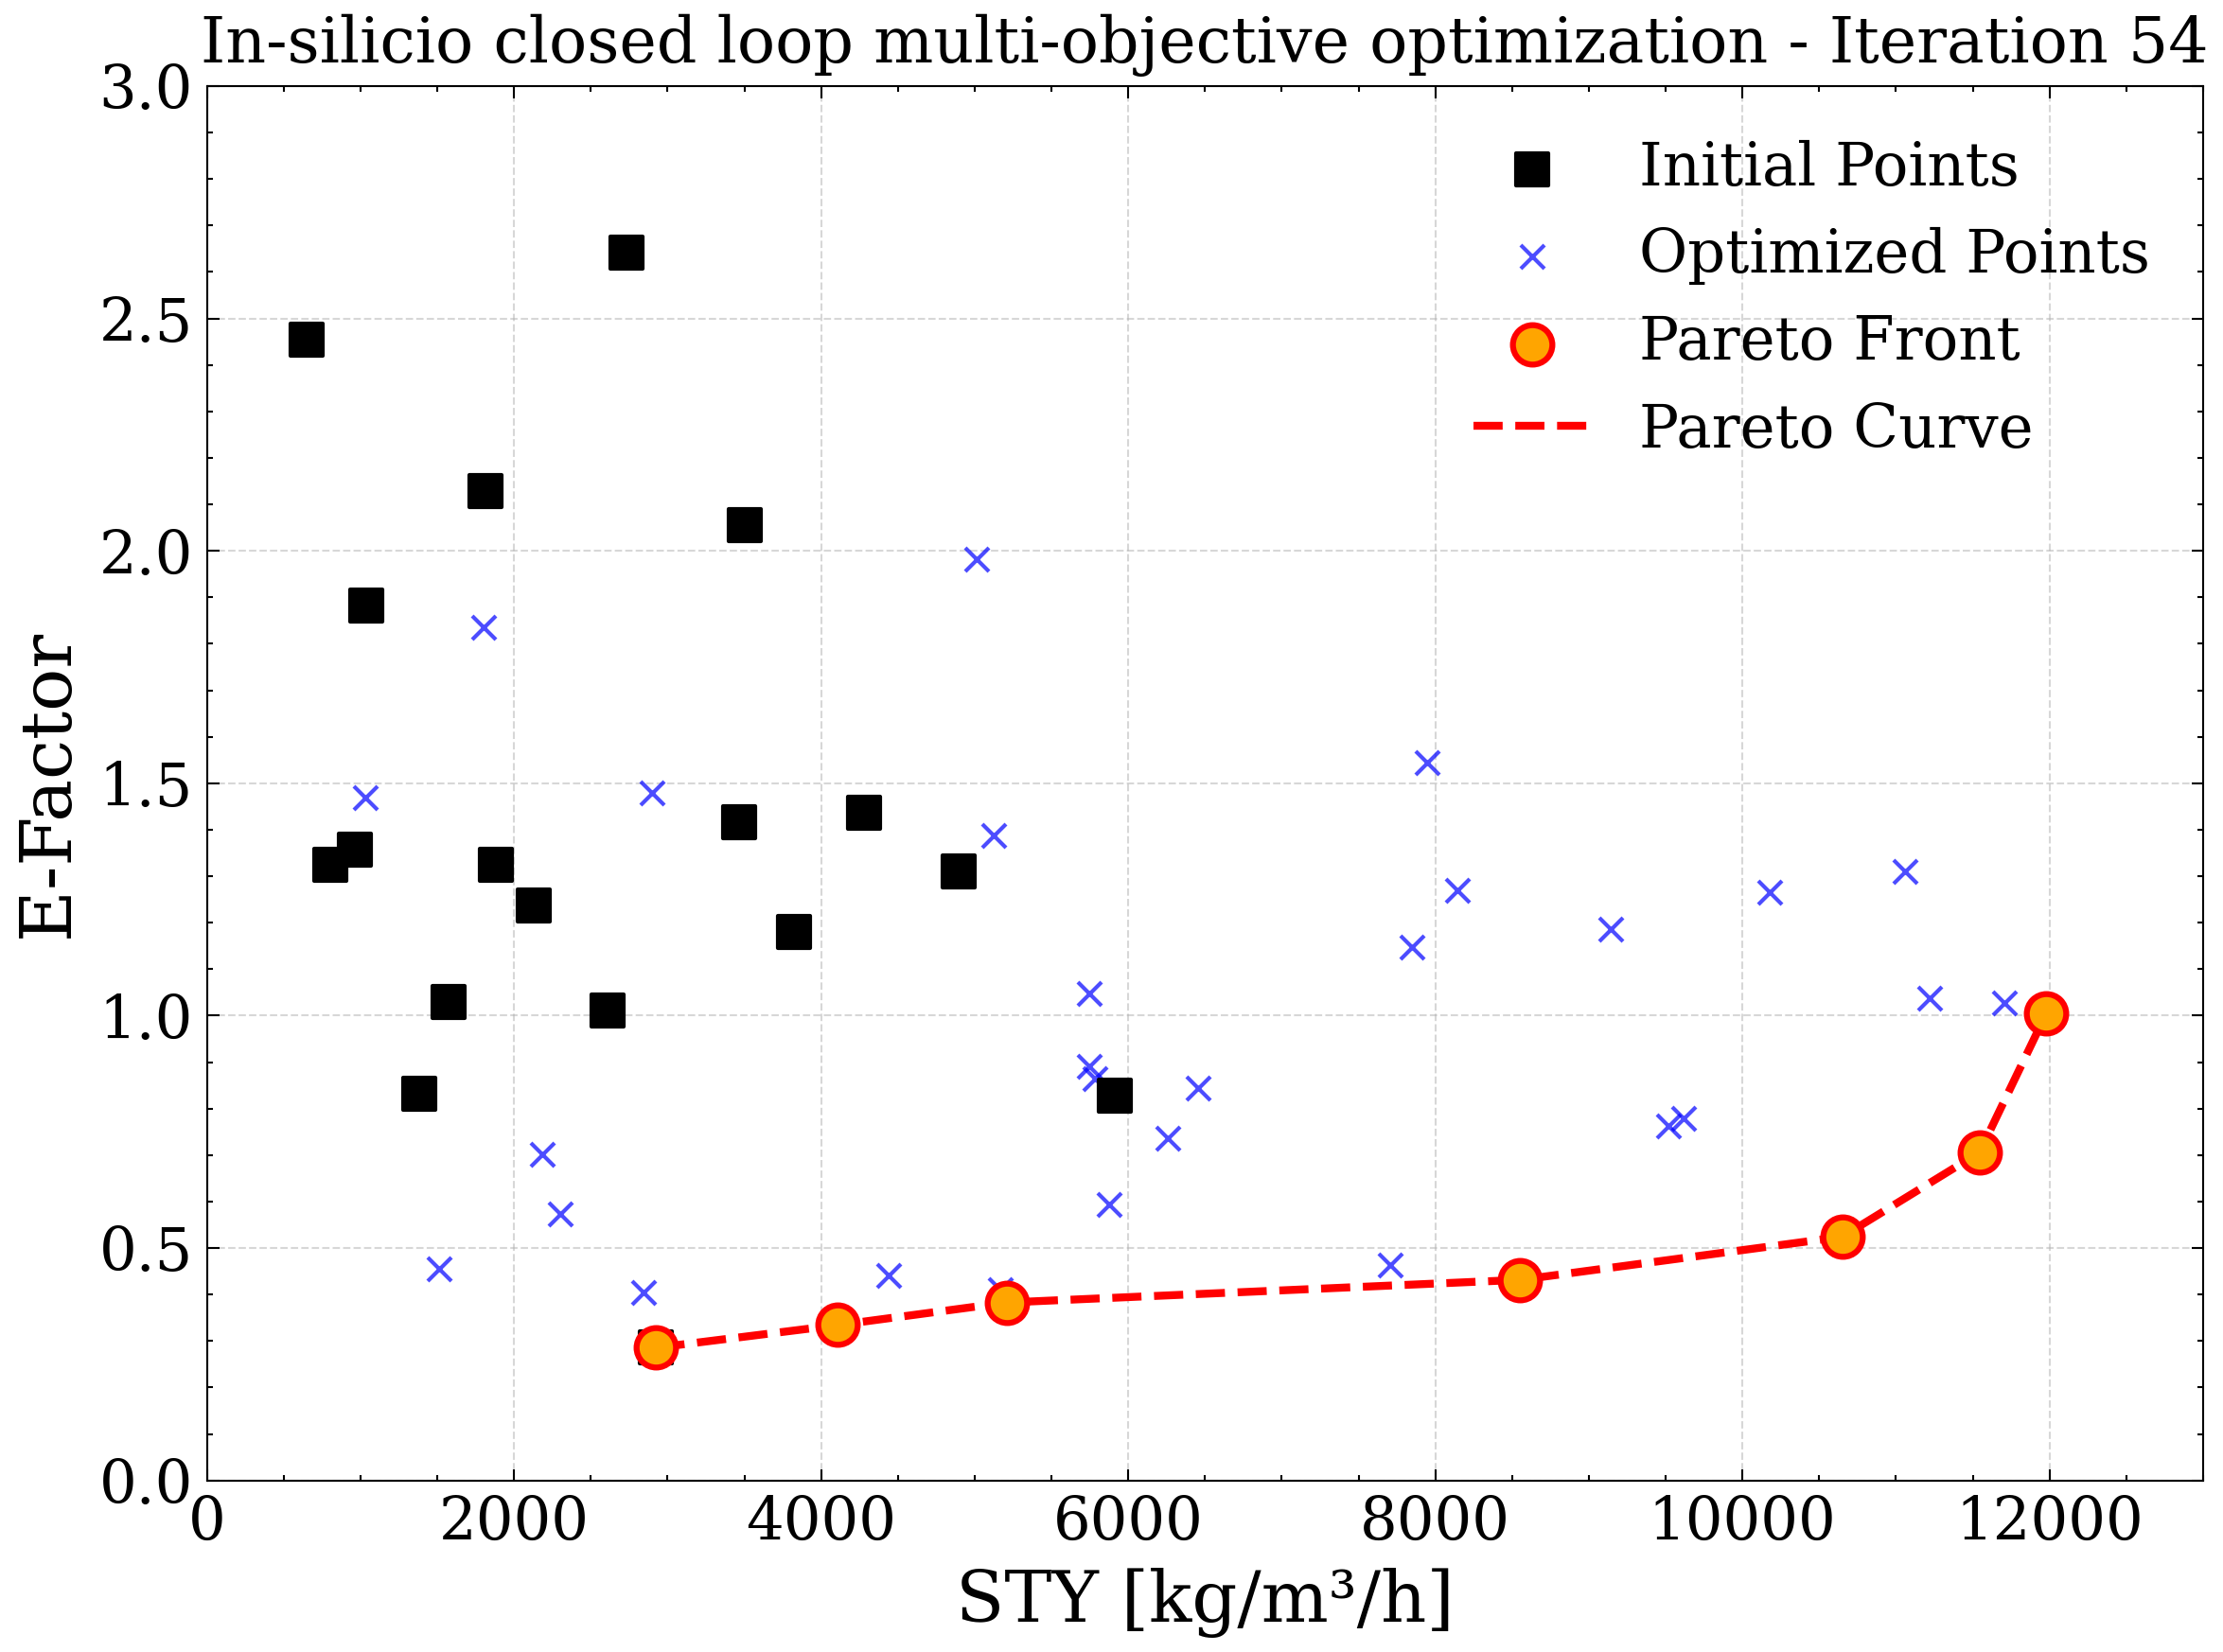 In-silicio closed loop multi-objective optimization - Iteration 54
3.0
2.5
2.0
1.5
1.0
0.5
0.0
E-Factor
Initial Points
Optimized Points
Pareto Front
Pareto Curve
0 2000 4000 6000 8000 10000 12000
STY [kg/m³/h]